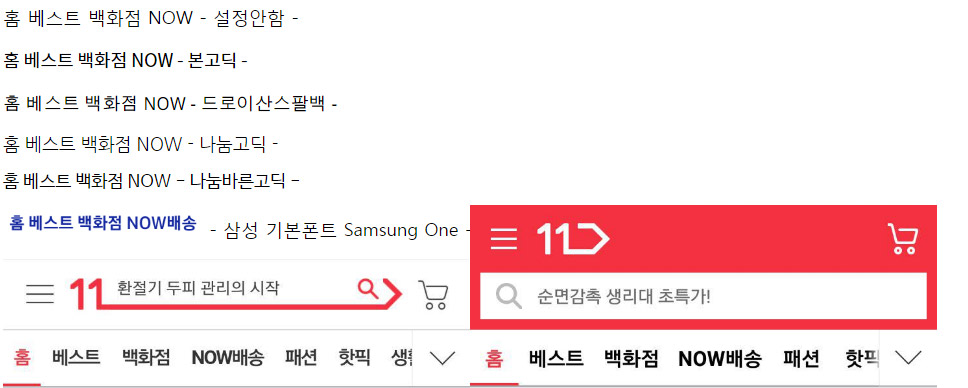 홈 베스트 백화점 NOW - 설정안함 -
홈 베스트 백화점 NOW - 본고딕 -
홈 베스트 백화점 NOW - 드로이산스팔백 -
홈 베스트 백화점 NOW - 나눔고딕 -
홈 베스트 백화점 NOW – 나눔바른고딕 –
홈 베스트 백화점 NOW배송 - 삼성 기본폰트 Samsung One -
11 환절기 두피 관리의 시작
홈 베스트 백화점 NOW배송 패션 핫픽 생활
11
순면감촉 생리대 초특가!
홈 베스트 백화점 NOW배송 패션 핫픽